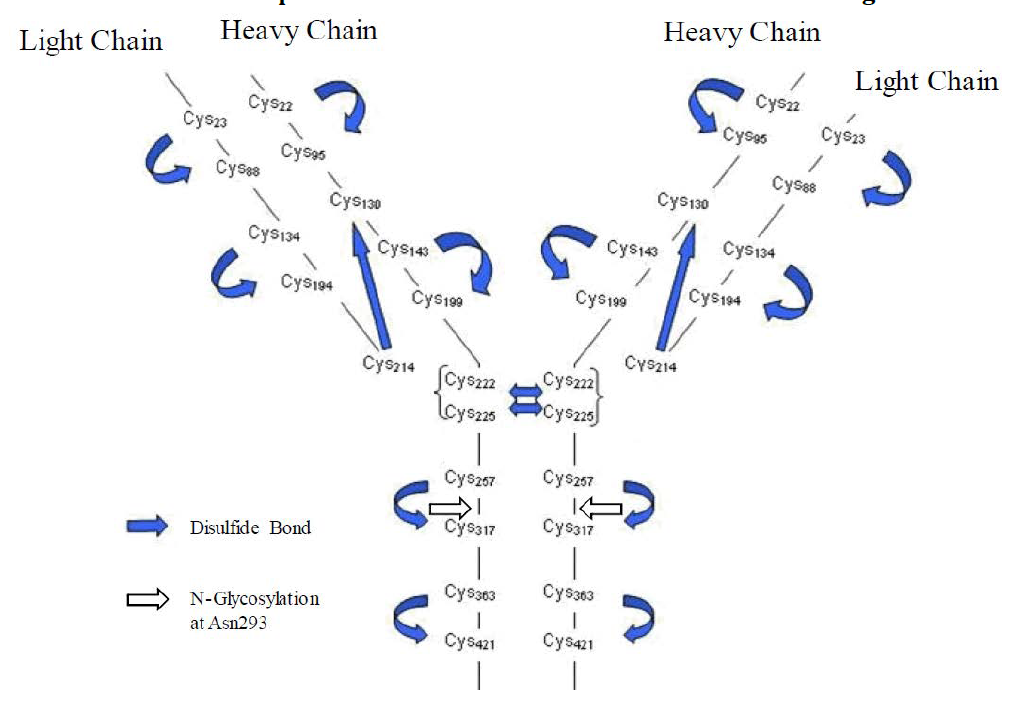 Light Chain
Heavy Chain
Heavy Chain
Light Chain
Cys22
Cys22
Cys23
Cys95
Cys23
Cys95
Cys88
Cys88
Cys130
Cys130
Cys134
Cys143
Cys143
Cys134
Cys194
Cys199
Cys199
Cys194
Cys214
Cys214
Cys222
Cys222
Cys225
Cys225
Cys257
Cys257
Cys317
Cys317
Disulfide Bond
Cys363
Cys363
N-Glycosylation
at Asn293
Cys421
Cys421